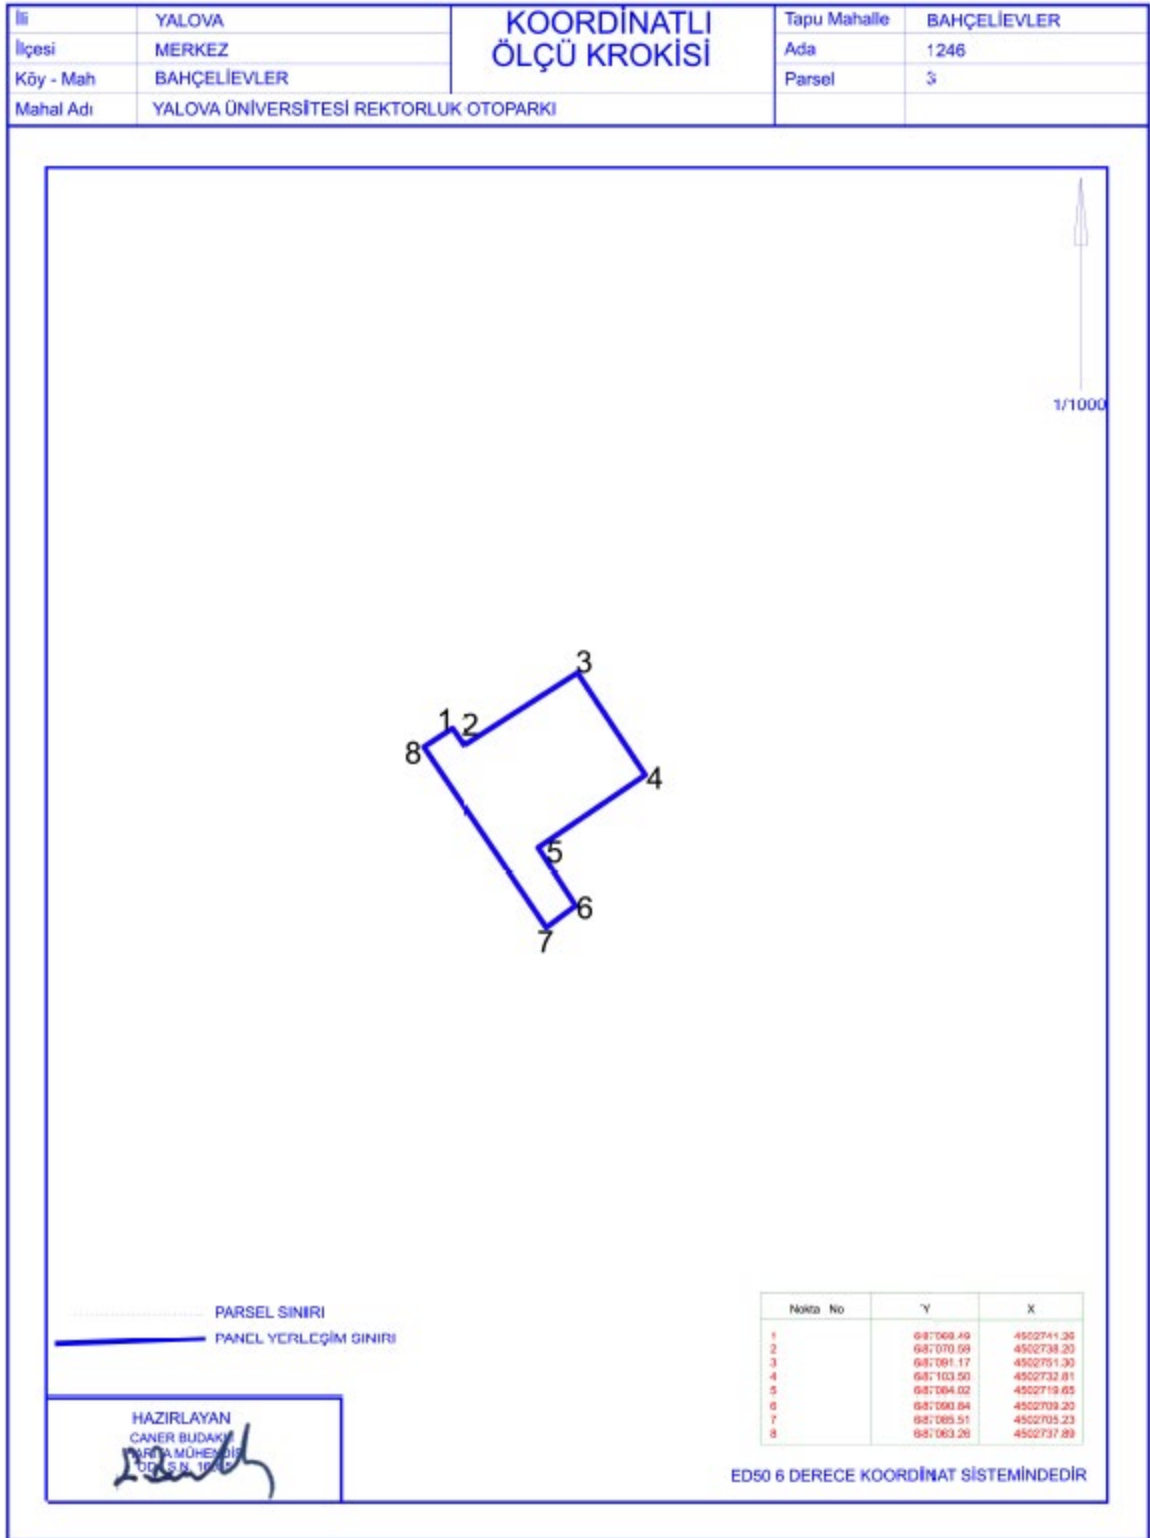 İli YALOVA
KOORDİNATLI
ÖLÇÜ KROKİSİ
Tapu Mahalle BAHÇELİEVLER
İlçesi MERKEZ
Ada 1246
Köy - Mah BAHÇELİEVLER
Parsel 3
Mahal Adı YALOVA ÜNİVERSİTESİ REKTORLUK OTOPARKI
1/1000
3
1 2
8
4
5
6
7
PARSEL SINIRI
PANEL YERLEŞİM SINIRI
Nokta No Y X
1 4502741.26
2 687070.59 4502738.20
3 687091.17 4502751.30
4 687103.50 4502732.81
5 687084.02 4502719.65
6 687090.84 4502709.20
7 687085.51 4502705.23
8 687063.26 4502737.89
HAZIRLAYAN
CANER BUDAK
ED50 6 DERECE KOORDİNAT SİSTEMİNDEDİR